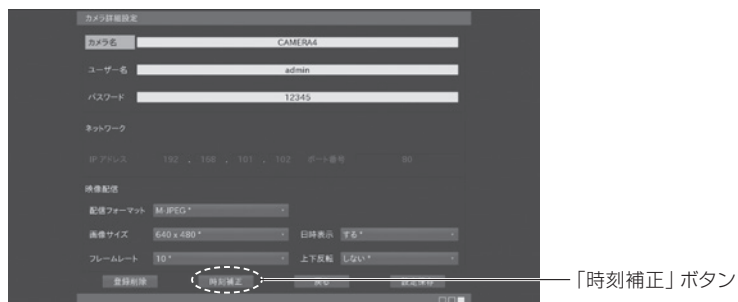 カメラ詳細設定
カメラ名 CAMERA4
ユーザー名 admin
パスワード 12345
ネットワーク
IP アドレス 192 . 168 . 101 . 102 ポート番号 80
映像配信
配信フォーマット M-JPEG *
画像サイズ 640 x 480 * 日時表示 する *
フレームレート 10 * 上下反転 しない *
登録削除 時刻補正 戻る 設定保存
「時刻補正」ボタン